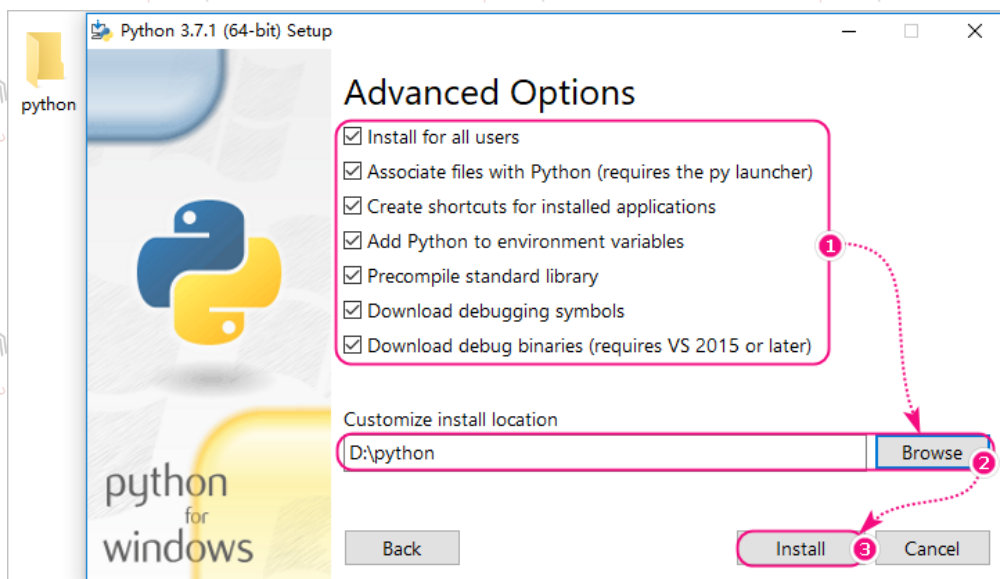 Python 3.7.1 (64-bit) Setup
python
Advanced Options
Install for all users
Associate files with Python (requires the py launcher)
Create shortcuts for installed applications
Add Python to environment variables
1
Precompile standard library
Download debugging symbols
Download debug binaries (requires VS 2015 or later)
Customize install location
D:\python
Browse
2
python
for
windows
Back
Install
3
Cancel